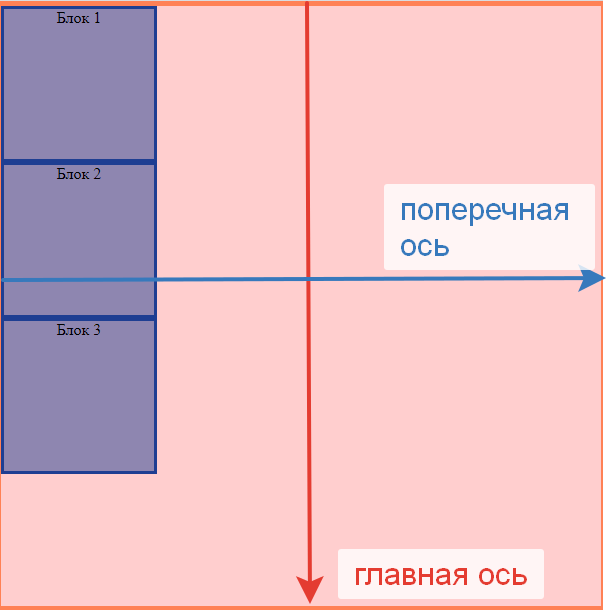 Блок 1
Блок 2
поперечная
ось
Блок 3
главная ось